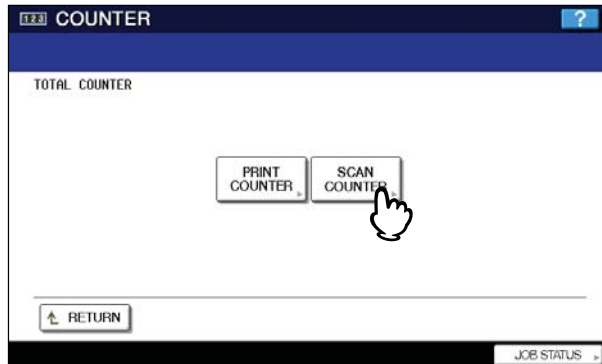 123 COUNTER
?
TOTAL COUNTER
PRINT
COUNTER
SCAN
COUNTER
RETURN
JOB STATUS